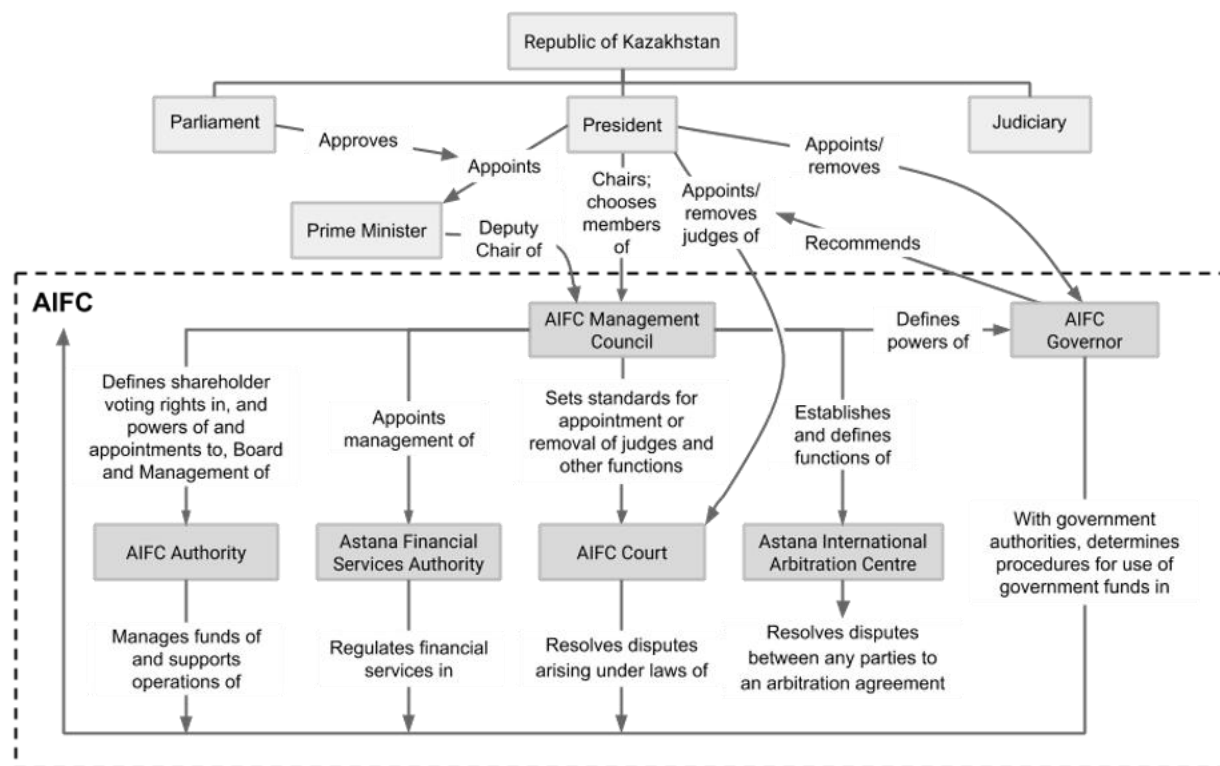 Republic of Kazakhstan
Parliament
President
Judiciary
Approves
Appoints
Appoints/
removes
Chairs;
chooses
members
of
Appoints/
removes
judges of
Prime Minister
Deputy
Chair of
Recommends
AIFC
AIFC Management
Council
Defines
powers of
AIFC
Governor
Defines shareholder
voting rights in, and
powers of and
appointments to, Board
and Management of
Appoints
management of
Sets standards for
appointment or
removal of judges and
other functions
Establishes
and defines
functions of
AIFC Authority
Astana Financial
Services Authority
AIFC Court
Astana International
Arbitration Centre
With government
authorities, determines
procedures for use of
government funds in
Manages funds of
and supports
operations of
Regulates financial
services in
Resolves disputes
arising under laws of
Resolves disputes
between any parties to
an arbitration agreement